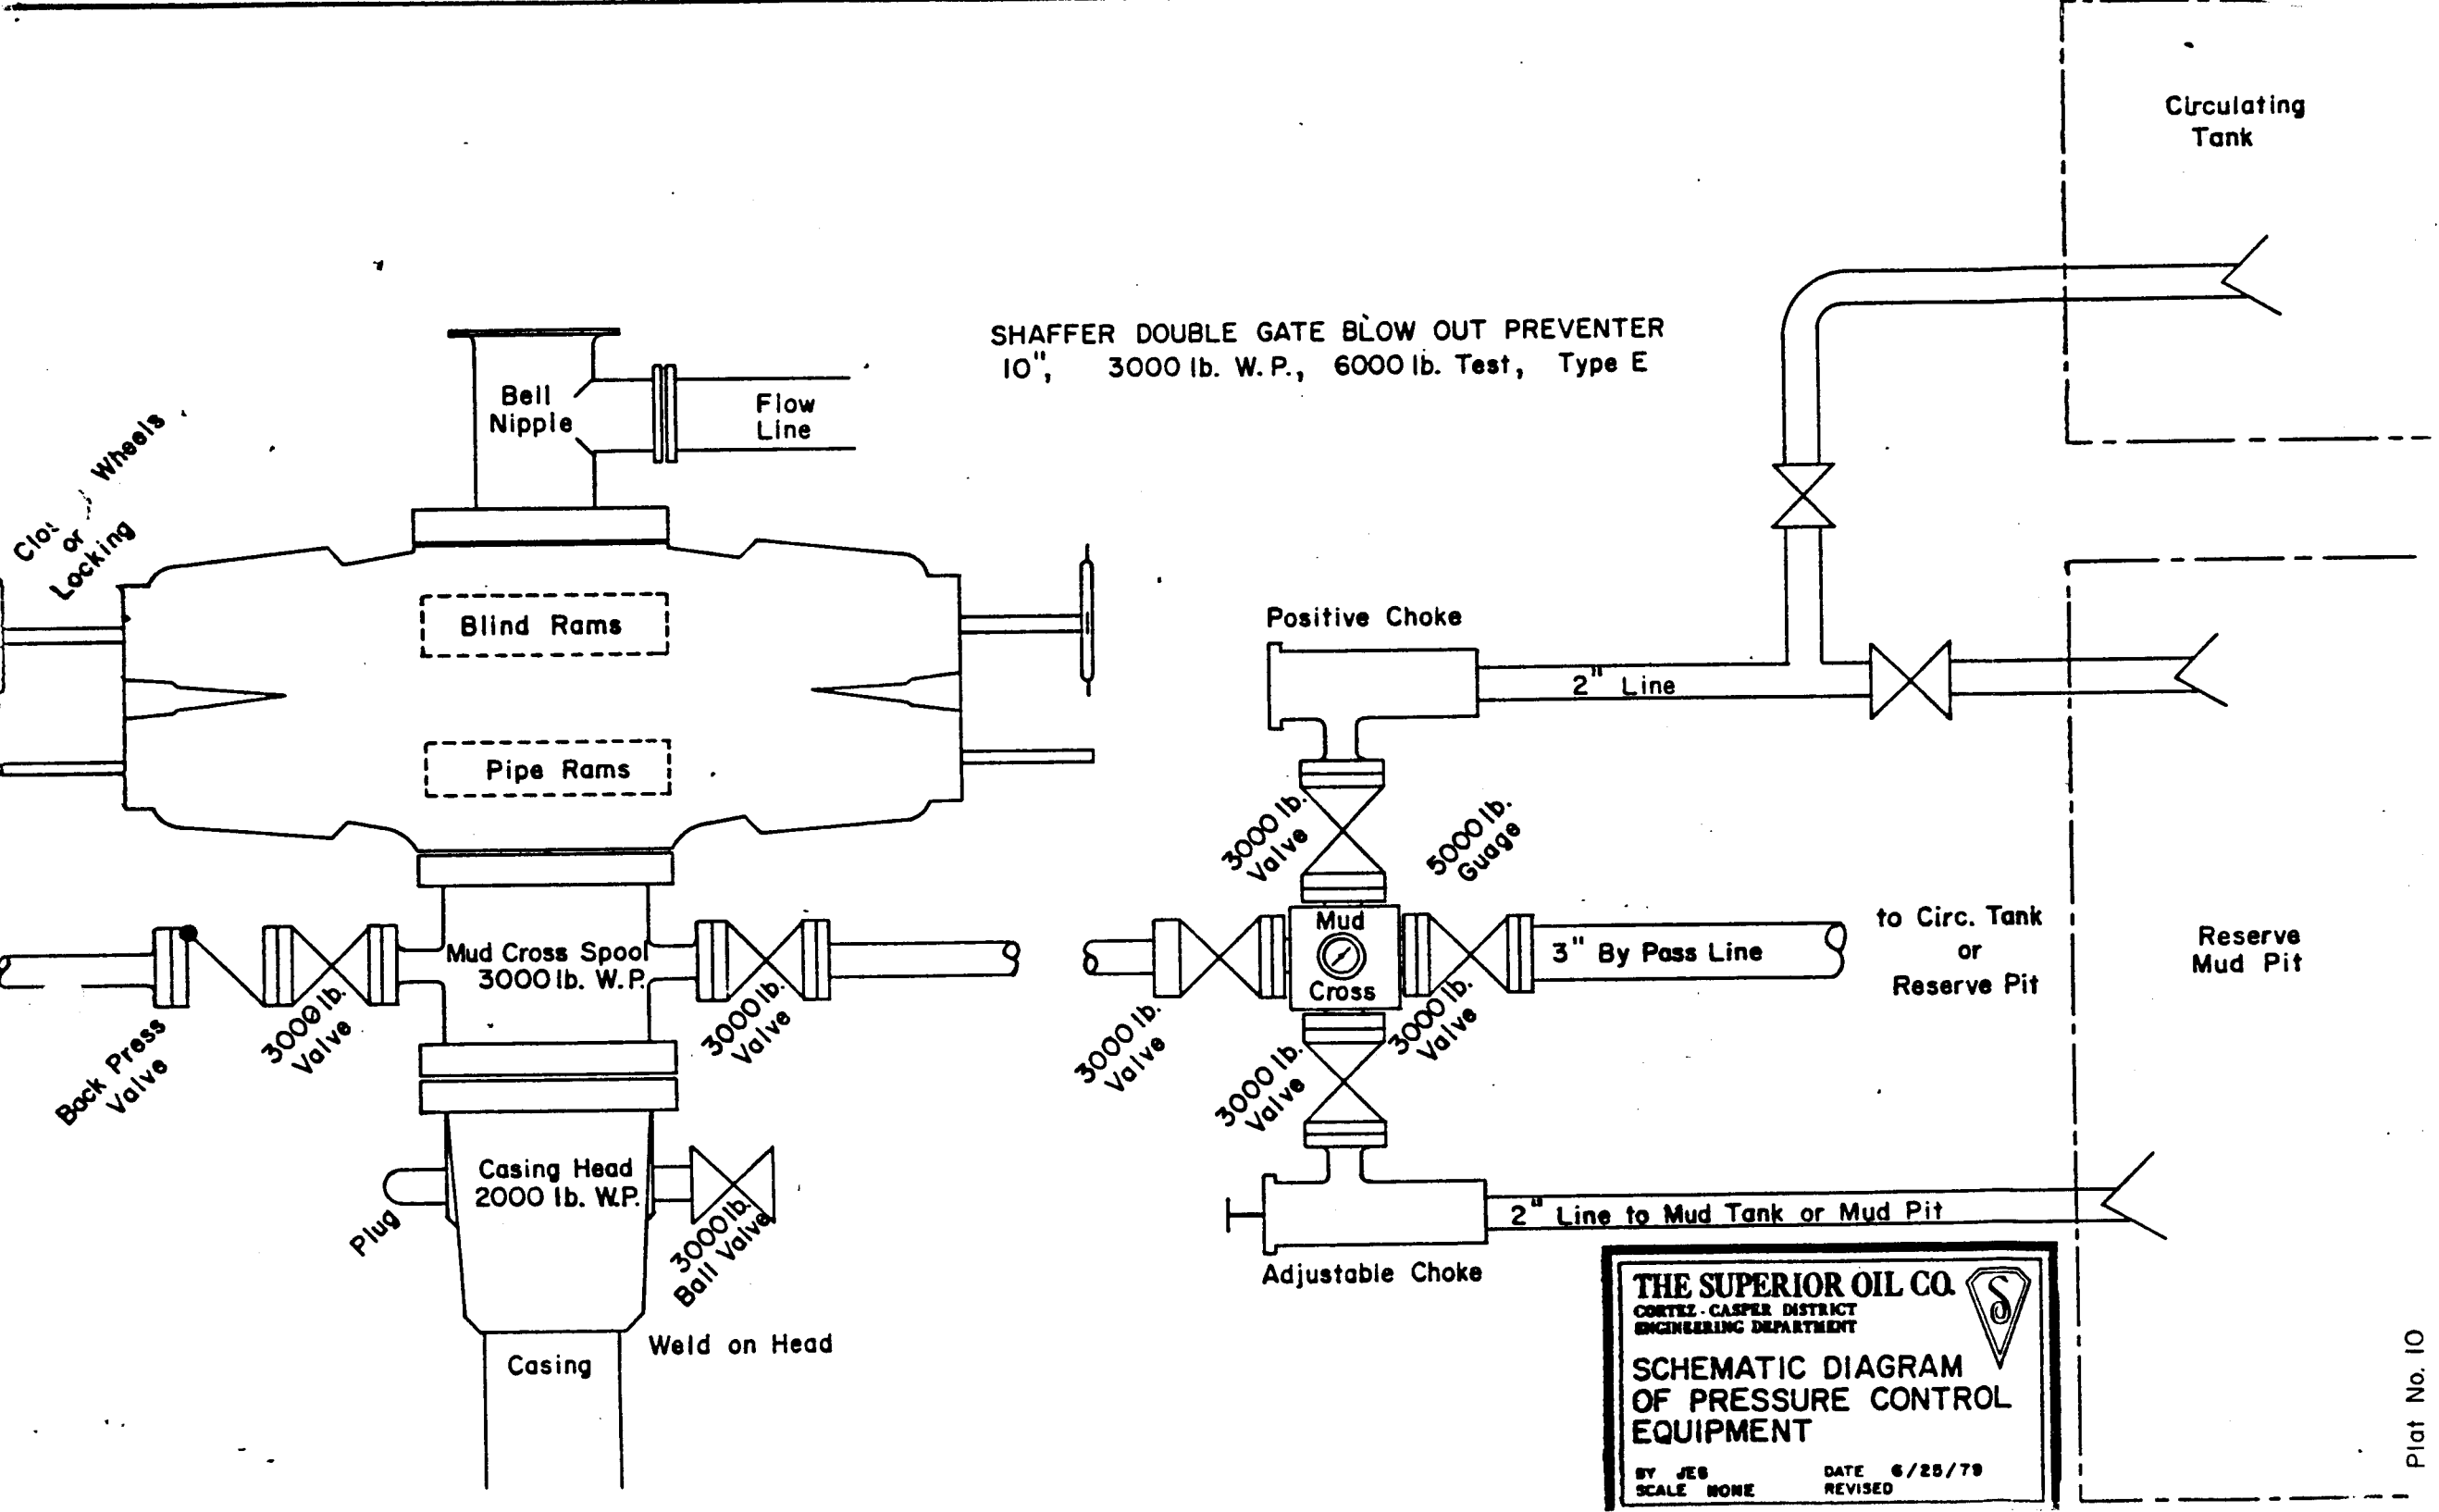 Circulating
Tank
SHAFFER DOUBLE GATE BLOW OUT PREVENTER
10", 3000 lb. W.P., 6000 lb. Test, Type E
Bell
Nipple
Flow
Line
Wheels
or
Locking
Blind Rams
Pipe Rams
Positive Choke
2" Line
3000 lb.
Valve
5000 lb.
Guage
Mud Cross Spool
3000 lb. W.P.
Back Press
Valve
3000 lb.
Valve
3000 lb.
Valve
3000 lb.
Valve
Mud
Cross
3000 lb.
Valve
3" By Pass Line
to Circ. Tank
or
Reserve Pit
Reserve
Mud Pit
3000 lb.
Valve
Casing Head
2000 lb. W.P.
Plug
3000 lb.
Ball Valve
2" Line to Mud Tank or Mud Pit
Adjustable Choke
Weld on Head
Casing
THE SUPERIOR OIL CO.
S
CORTEZ - CASPER DISTRICT
ENGINEERING DEPARTMENT
SCHEMATIC DIAGRAM
OF PRESSURE CONTROL
EQUIPMENT
BY JEB DATE 6/25/79
SCALE NONE REVISED
Plat No. 10